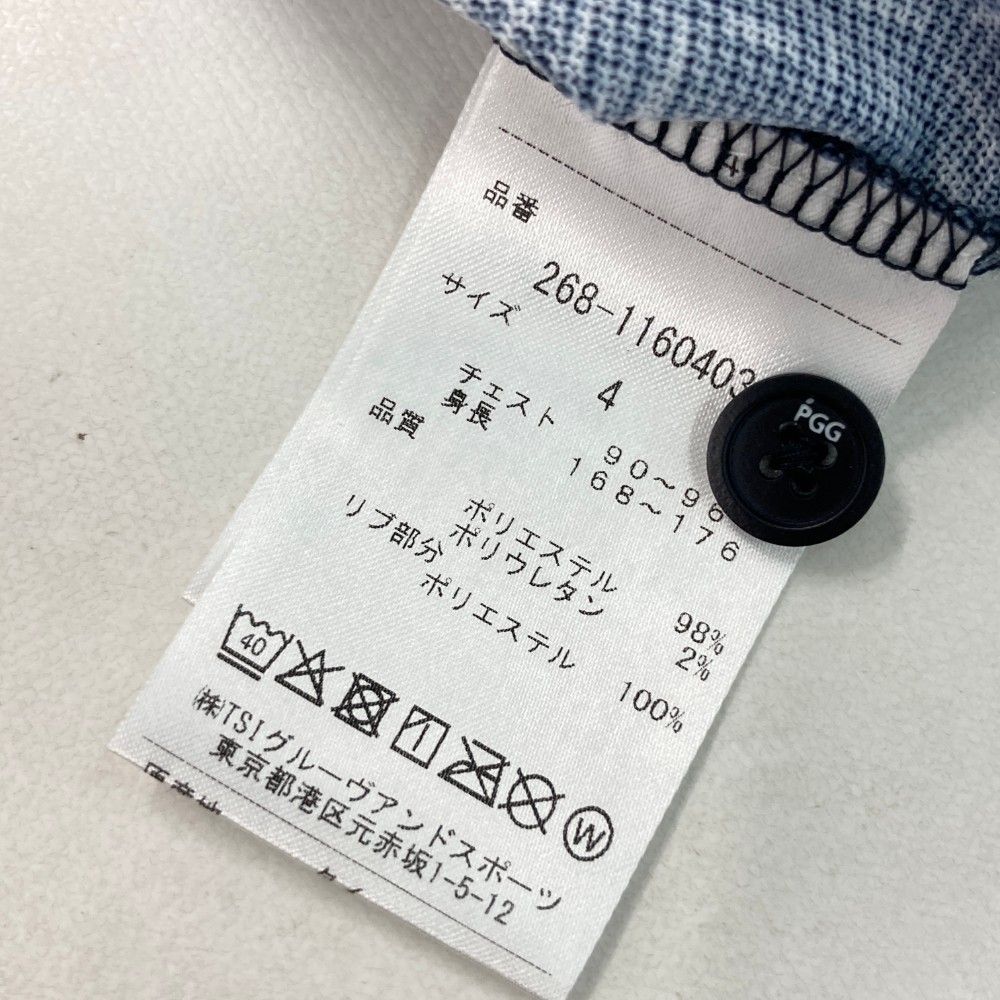 品番
268-1160403
サイズ
4
チェスト 90～96
身長 168～176
品質
ポリエステル 98%
ポリウレタン 2%
リブ部分
ポリエステル 100%
40
W
㈱TSIグルーヴアンドスポーツ
東京都港区元赤坂1-5-12
原産地
PGG